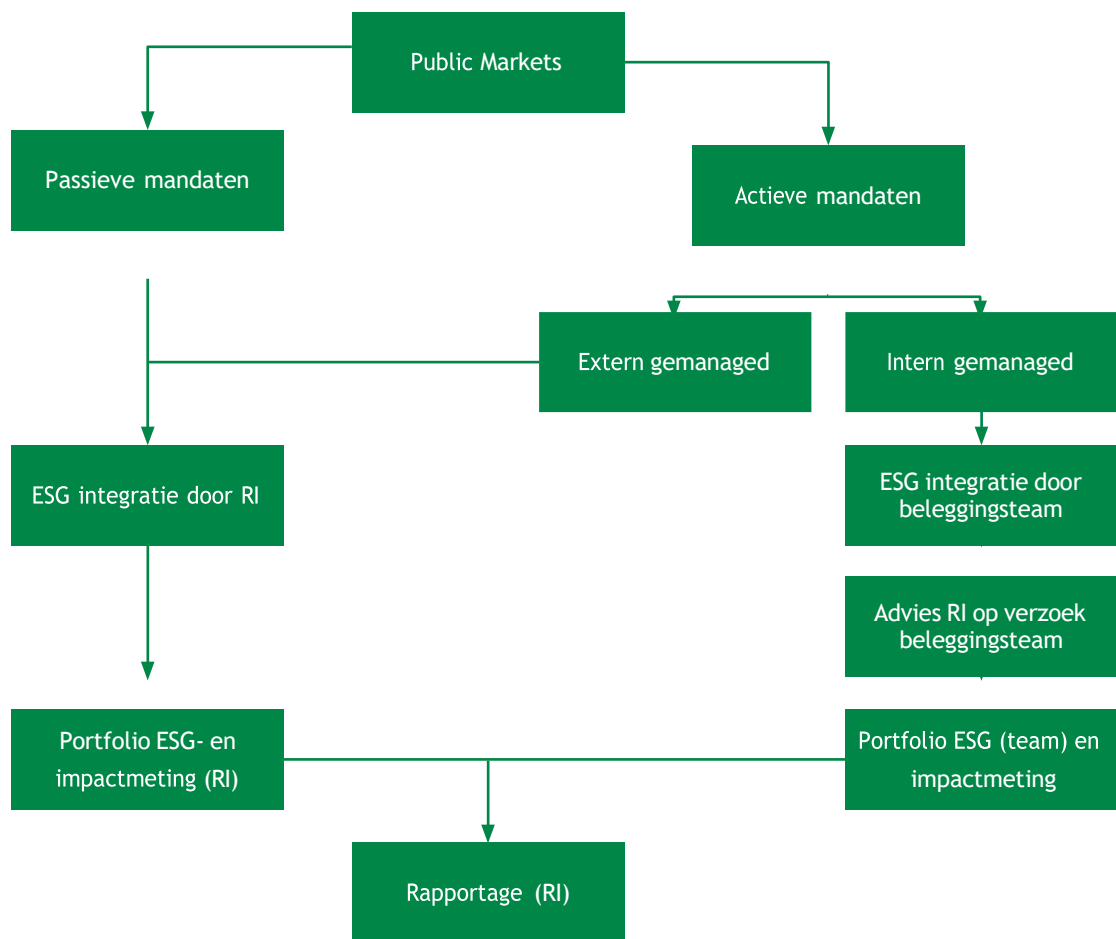 Public Markets
Passieve mandaten
Actieve mandaten
Extern gemanaged
Intern gemanaged
ESG integratie door RI
ESG integratie door
beleggingsteam
Advies RI op verzoek
beleggingsteam
Portfolio ESG- en
impactmeting (RI)
Portfolio ESG (team) en
impactmeting
Rapportage (RI)